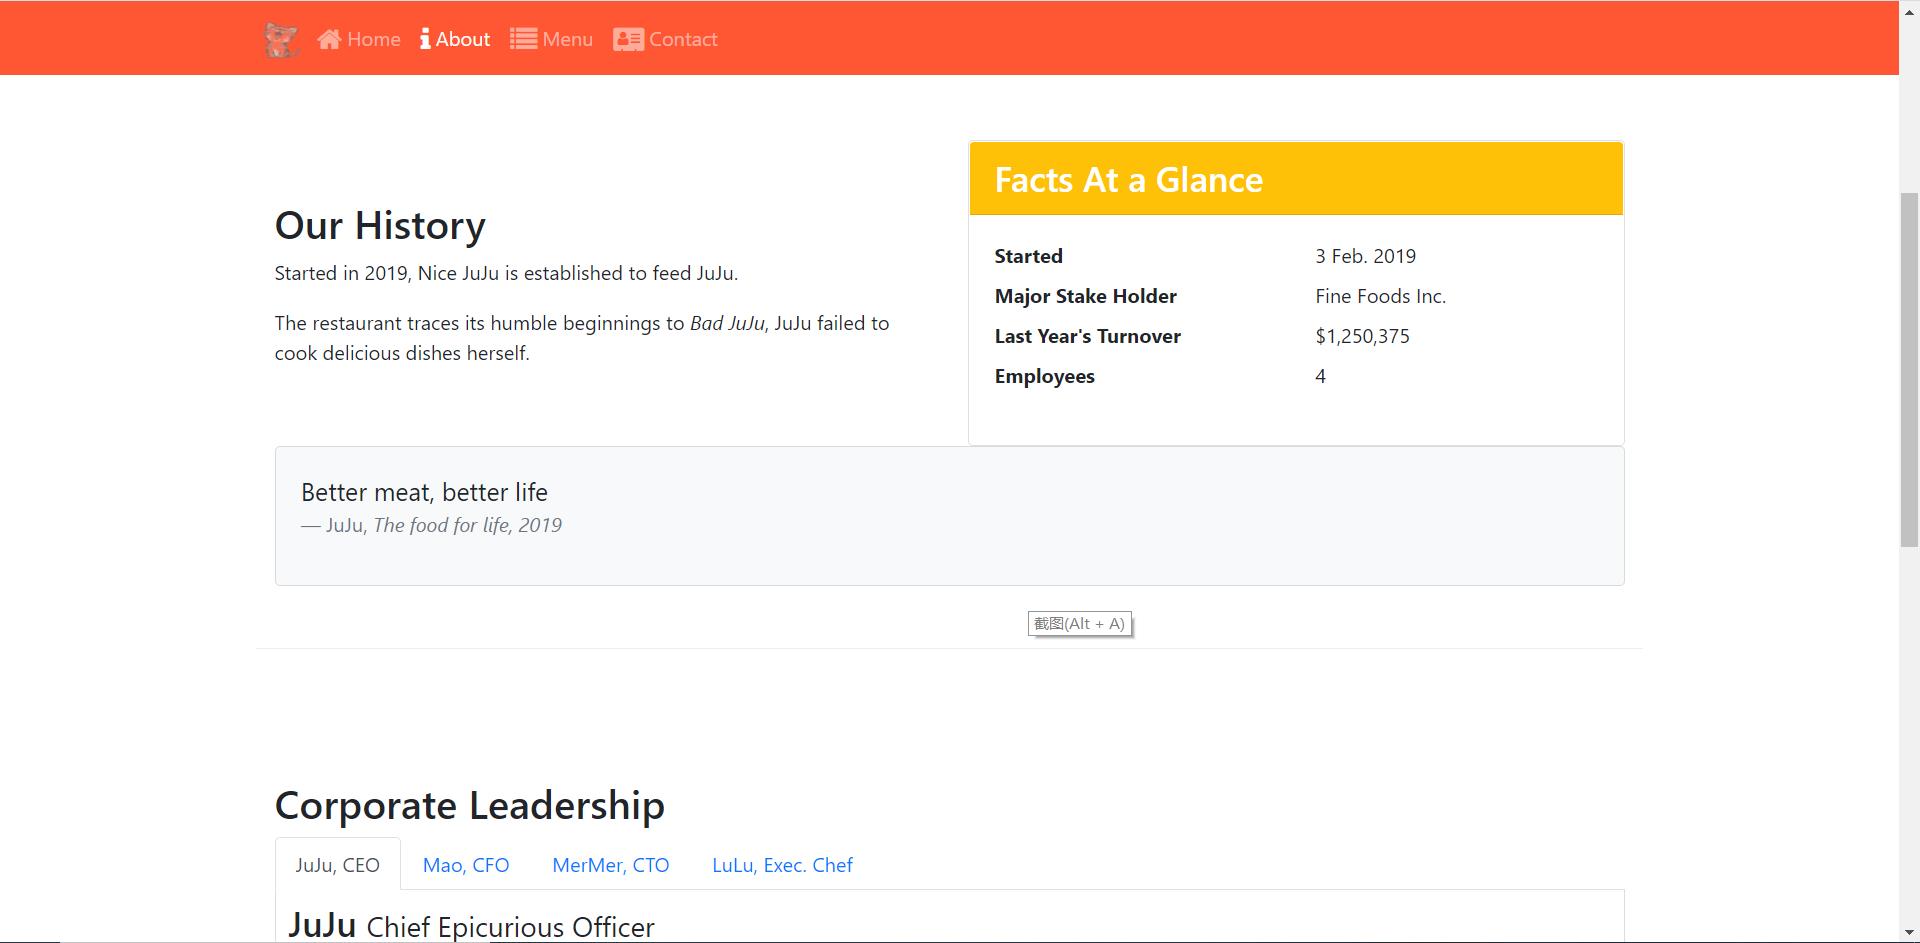 Home About Menu Contact
Our History
Started in 2019, Nice JuJu is established to feed JuJu.
The restaurant traces its humble beginnings to Bad JuJu, JuJu failed to
cook delicious dishes herself.
Facts At a Glance
Started 3 Feb. 2019
Major Stake Holder Fine Foods Inc.
Last Year's Turnover $1,250,375
Employees 4
Better meat, better life
— JuJu, The food for life, 2019
截图(Alt + A)
Corporate Leadership
JuJu, CEO Mao, CFO MerMer, CTO LuLu, Exec. Chef
JuJu Chief Epicurious Officer